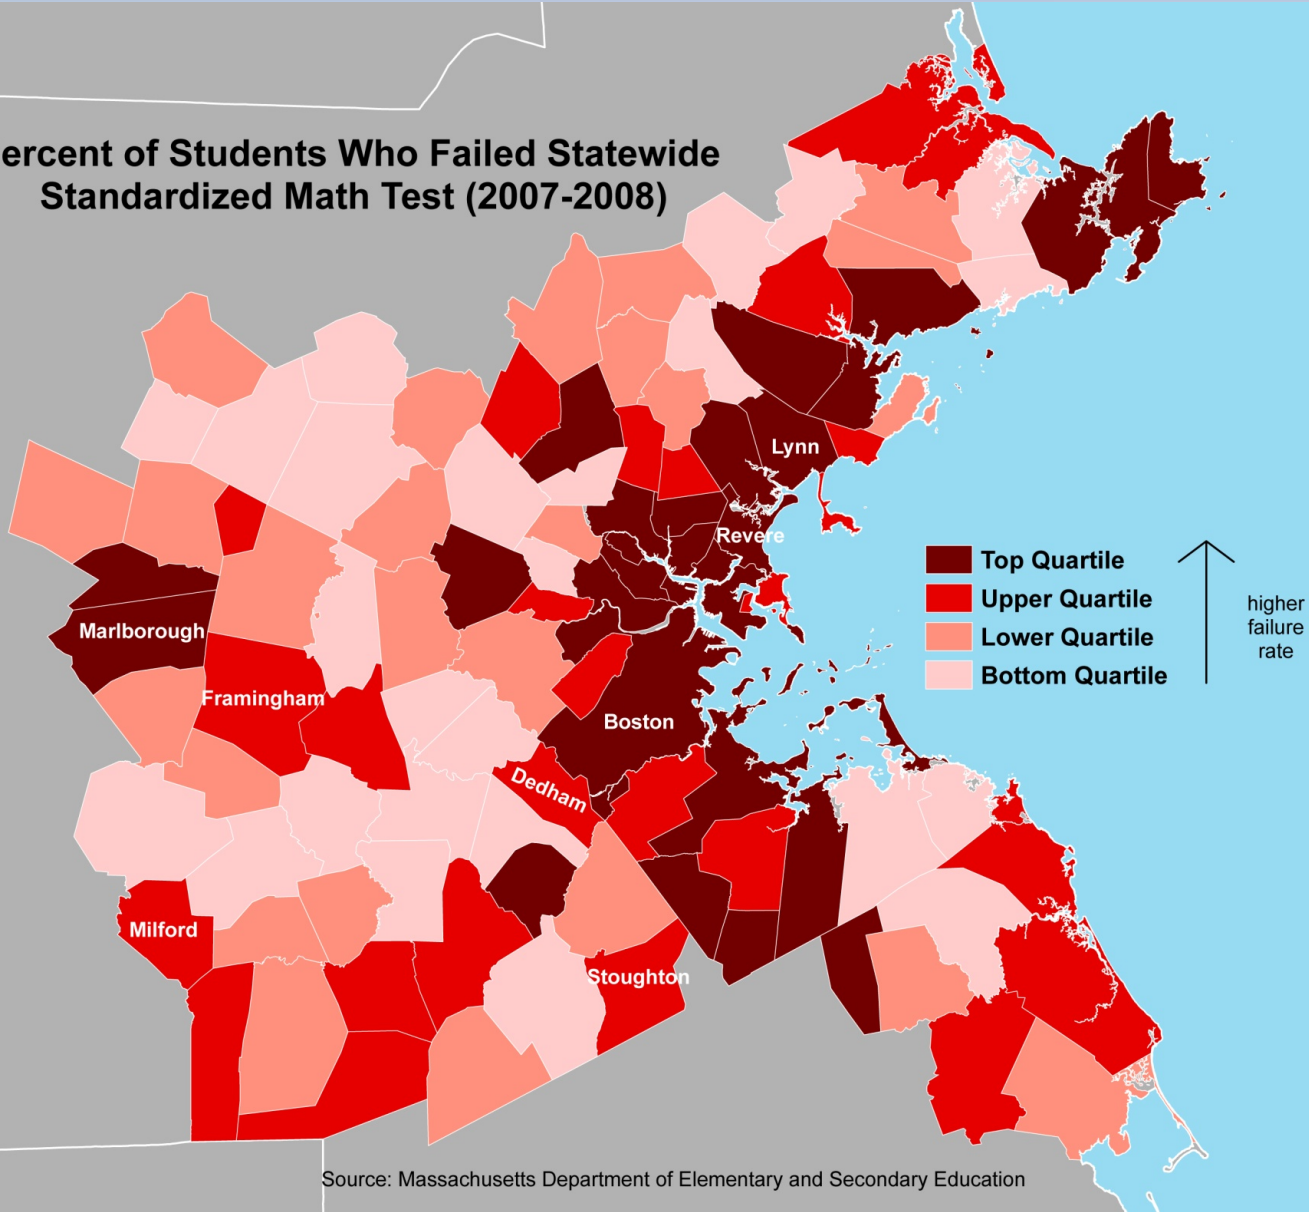 ercent of Students Who Failed Statewide
Standardized Math Test (2007-2008)
Lynn
Revere
Top Quartile
Upper Quartile
Lower Quartile
Bottom Quartile
higher
failure
rate
Marlborough
Framingham
Boston
Dedham
Milford
Stoughton
Source: Massachusetts Department of Elementary and Secondary Education